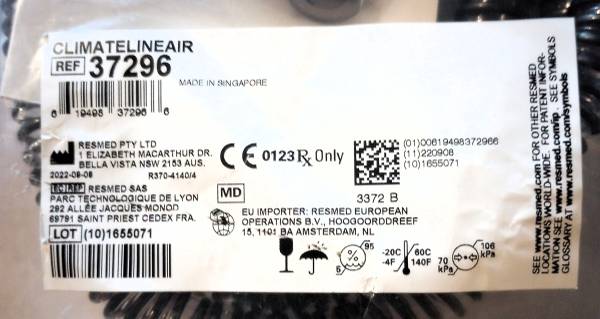 CLIMATELINEAIR
REF 37296
MADE IN SINGAPORE
6 19498 37296 6
RESMED PTY LTD
1 ELIZABETH MACARTHUR DR.
BELLA VISTA NSW 2153 AUS.
2022-09-08 R370-4140/4
CE 0123 Rx Only
(01)00619498372966
(11)220908
(10)1655071
3372 B
RESMED SAS
PARC TECHNOLOGIQUE DE LYON
292 ALLÉE JACQUES MONOD
69791 SAINT PRIEST CEDEX FRA.
MD
EU IMPORTER: RESMED EUROPEAN
OPERATIONS B.V., HOOGOORDDREEF
15, 1101 BA AMSTERDAM, NL
LOT (10)1655071
5 % 95
-20C
-4F
60C
140F
70 kPa
106 kPa
SEE www.resmed.com FOR OTHER RESMED
LOCATIONS WORLD-WIDE. FOR PATENT INFOR-
MATION SEE www.resmed.com/ip. SEE SYMBOLS
GLOSSARY AT www.resmed.com/symbols